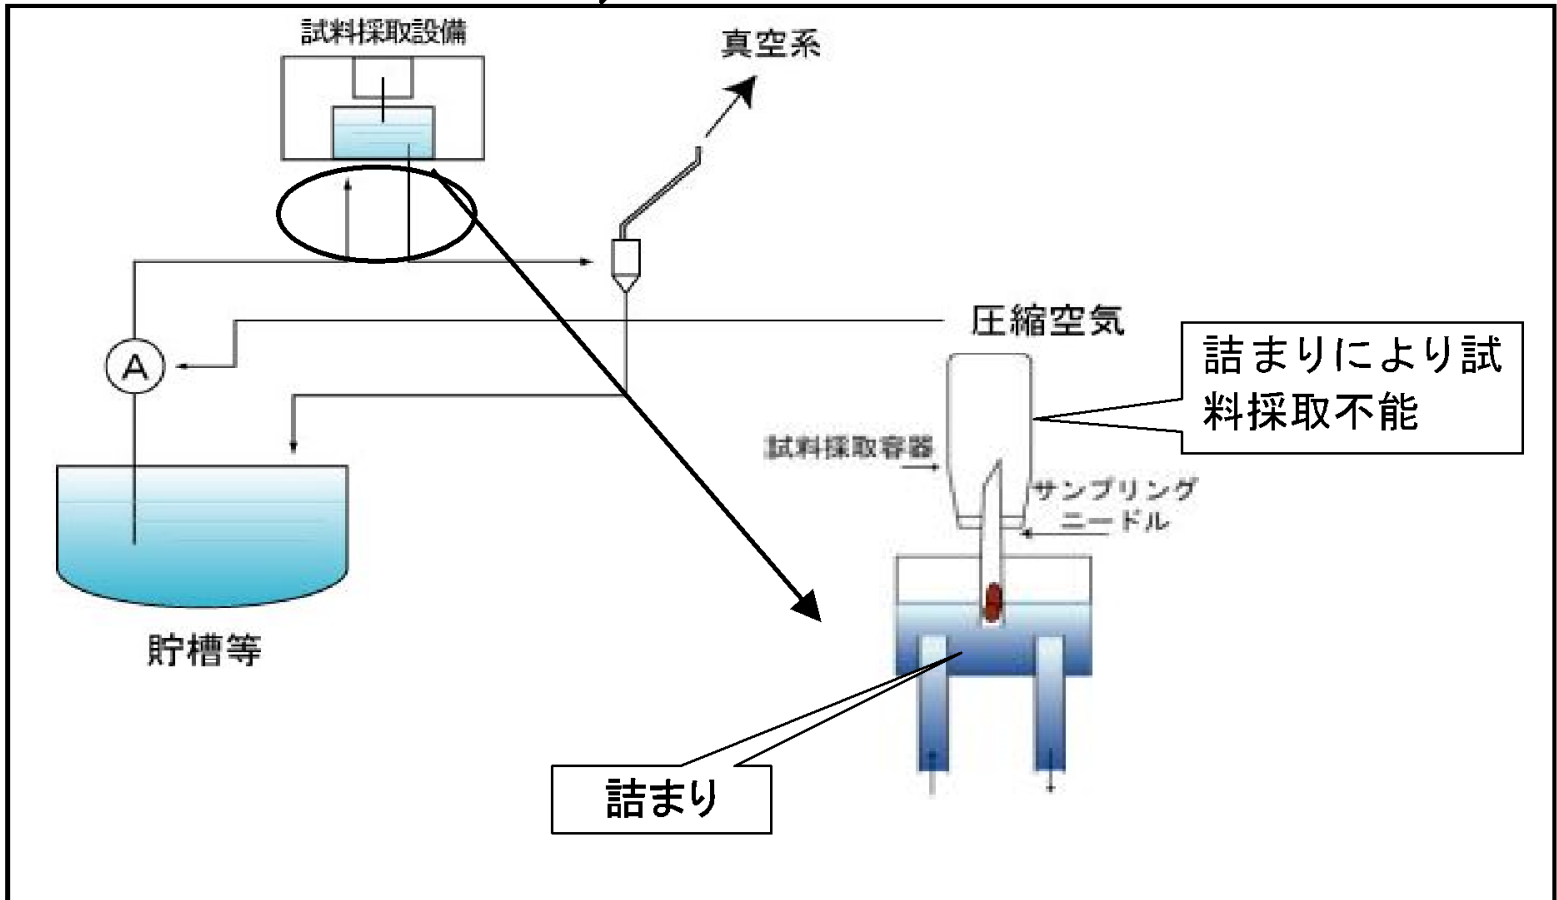 試料採取設備
真空系
圧縮空気
詰まりにより試
料採取不能
A
試料採取容器
サンプリング
ニードル
貯槽等
詰まり